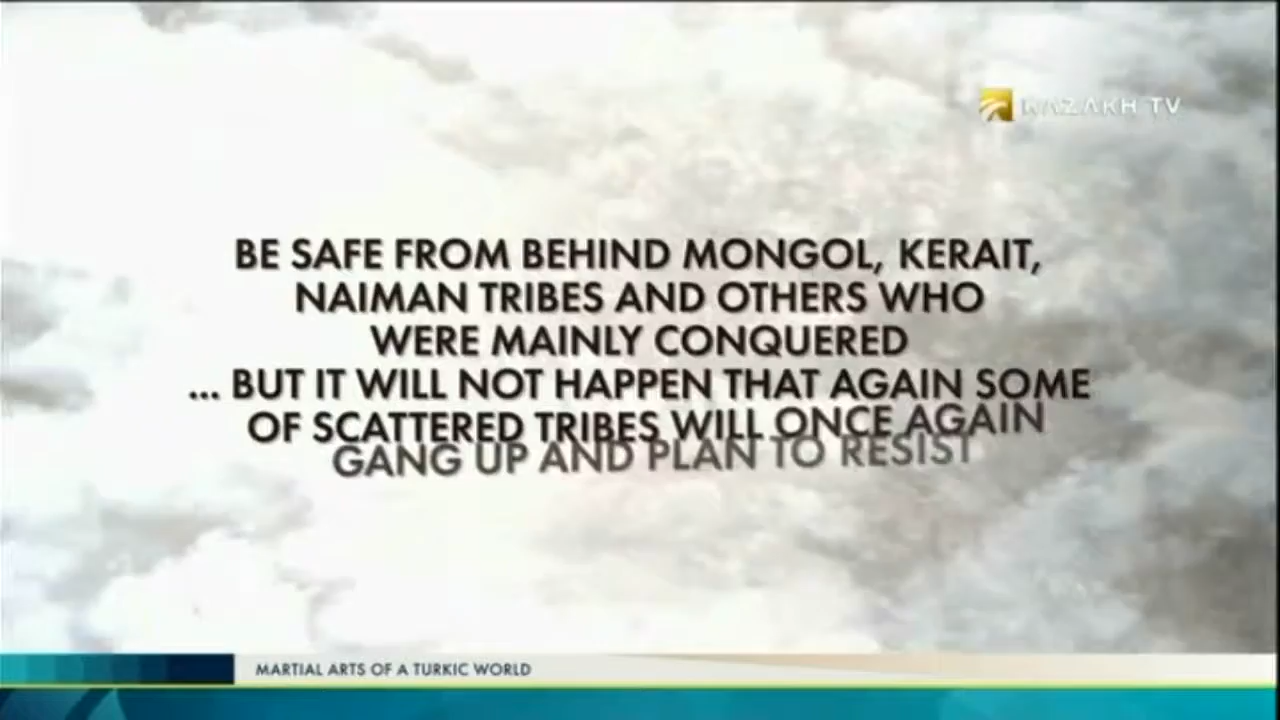 KAZAKH TV
BE SAFE FROM BEHIND MONGOL, KERAIT,
NAIMAN TRIBES AND OTHERS WHO
WERE MAINLY CONQUERED
... BUT IT WILL NOT HAPPEN THAT AGAIN SOME
OF SCATTERED TRIBES WILL ONCE AGAIN
GANG UP AND PLAN TO RESIST
MARTIAL ARTS OF A TURKIC WORLD